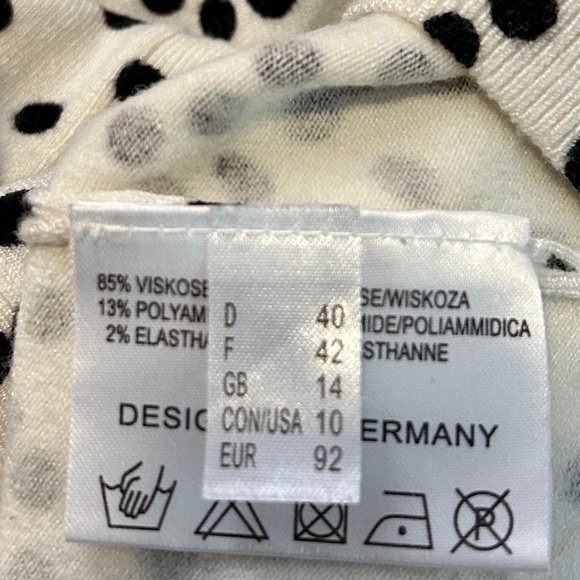 85% VISKOSE
13% POLYAM
2% ELASTHA
SE/WISKOZA
IDE/POLIAMMIDICA
STHANNE
D 40
F 42
GB 14
CON/USA 10
EUR 92
DESIG
ERMANY
P